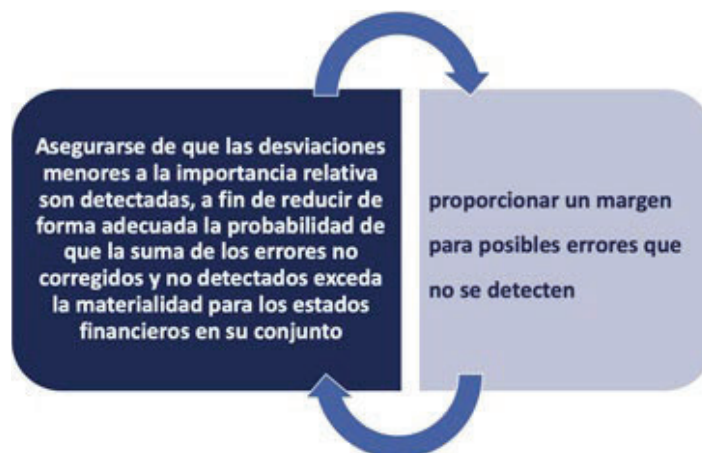 Asegurarse de que las desviaciones
menores a la importancia relativa
son detectadas, a fin de reducir de
forma adecuada la probabilidad de
que la suma de los errores no
corregidos y no detectados exceda
la materialidad para los estados
financieros en su conjunto
proporcionar un margen
para posibles errores que
no se detecten